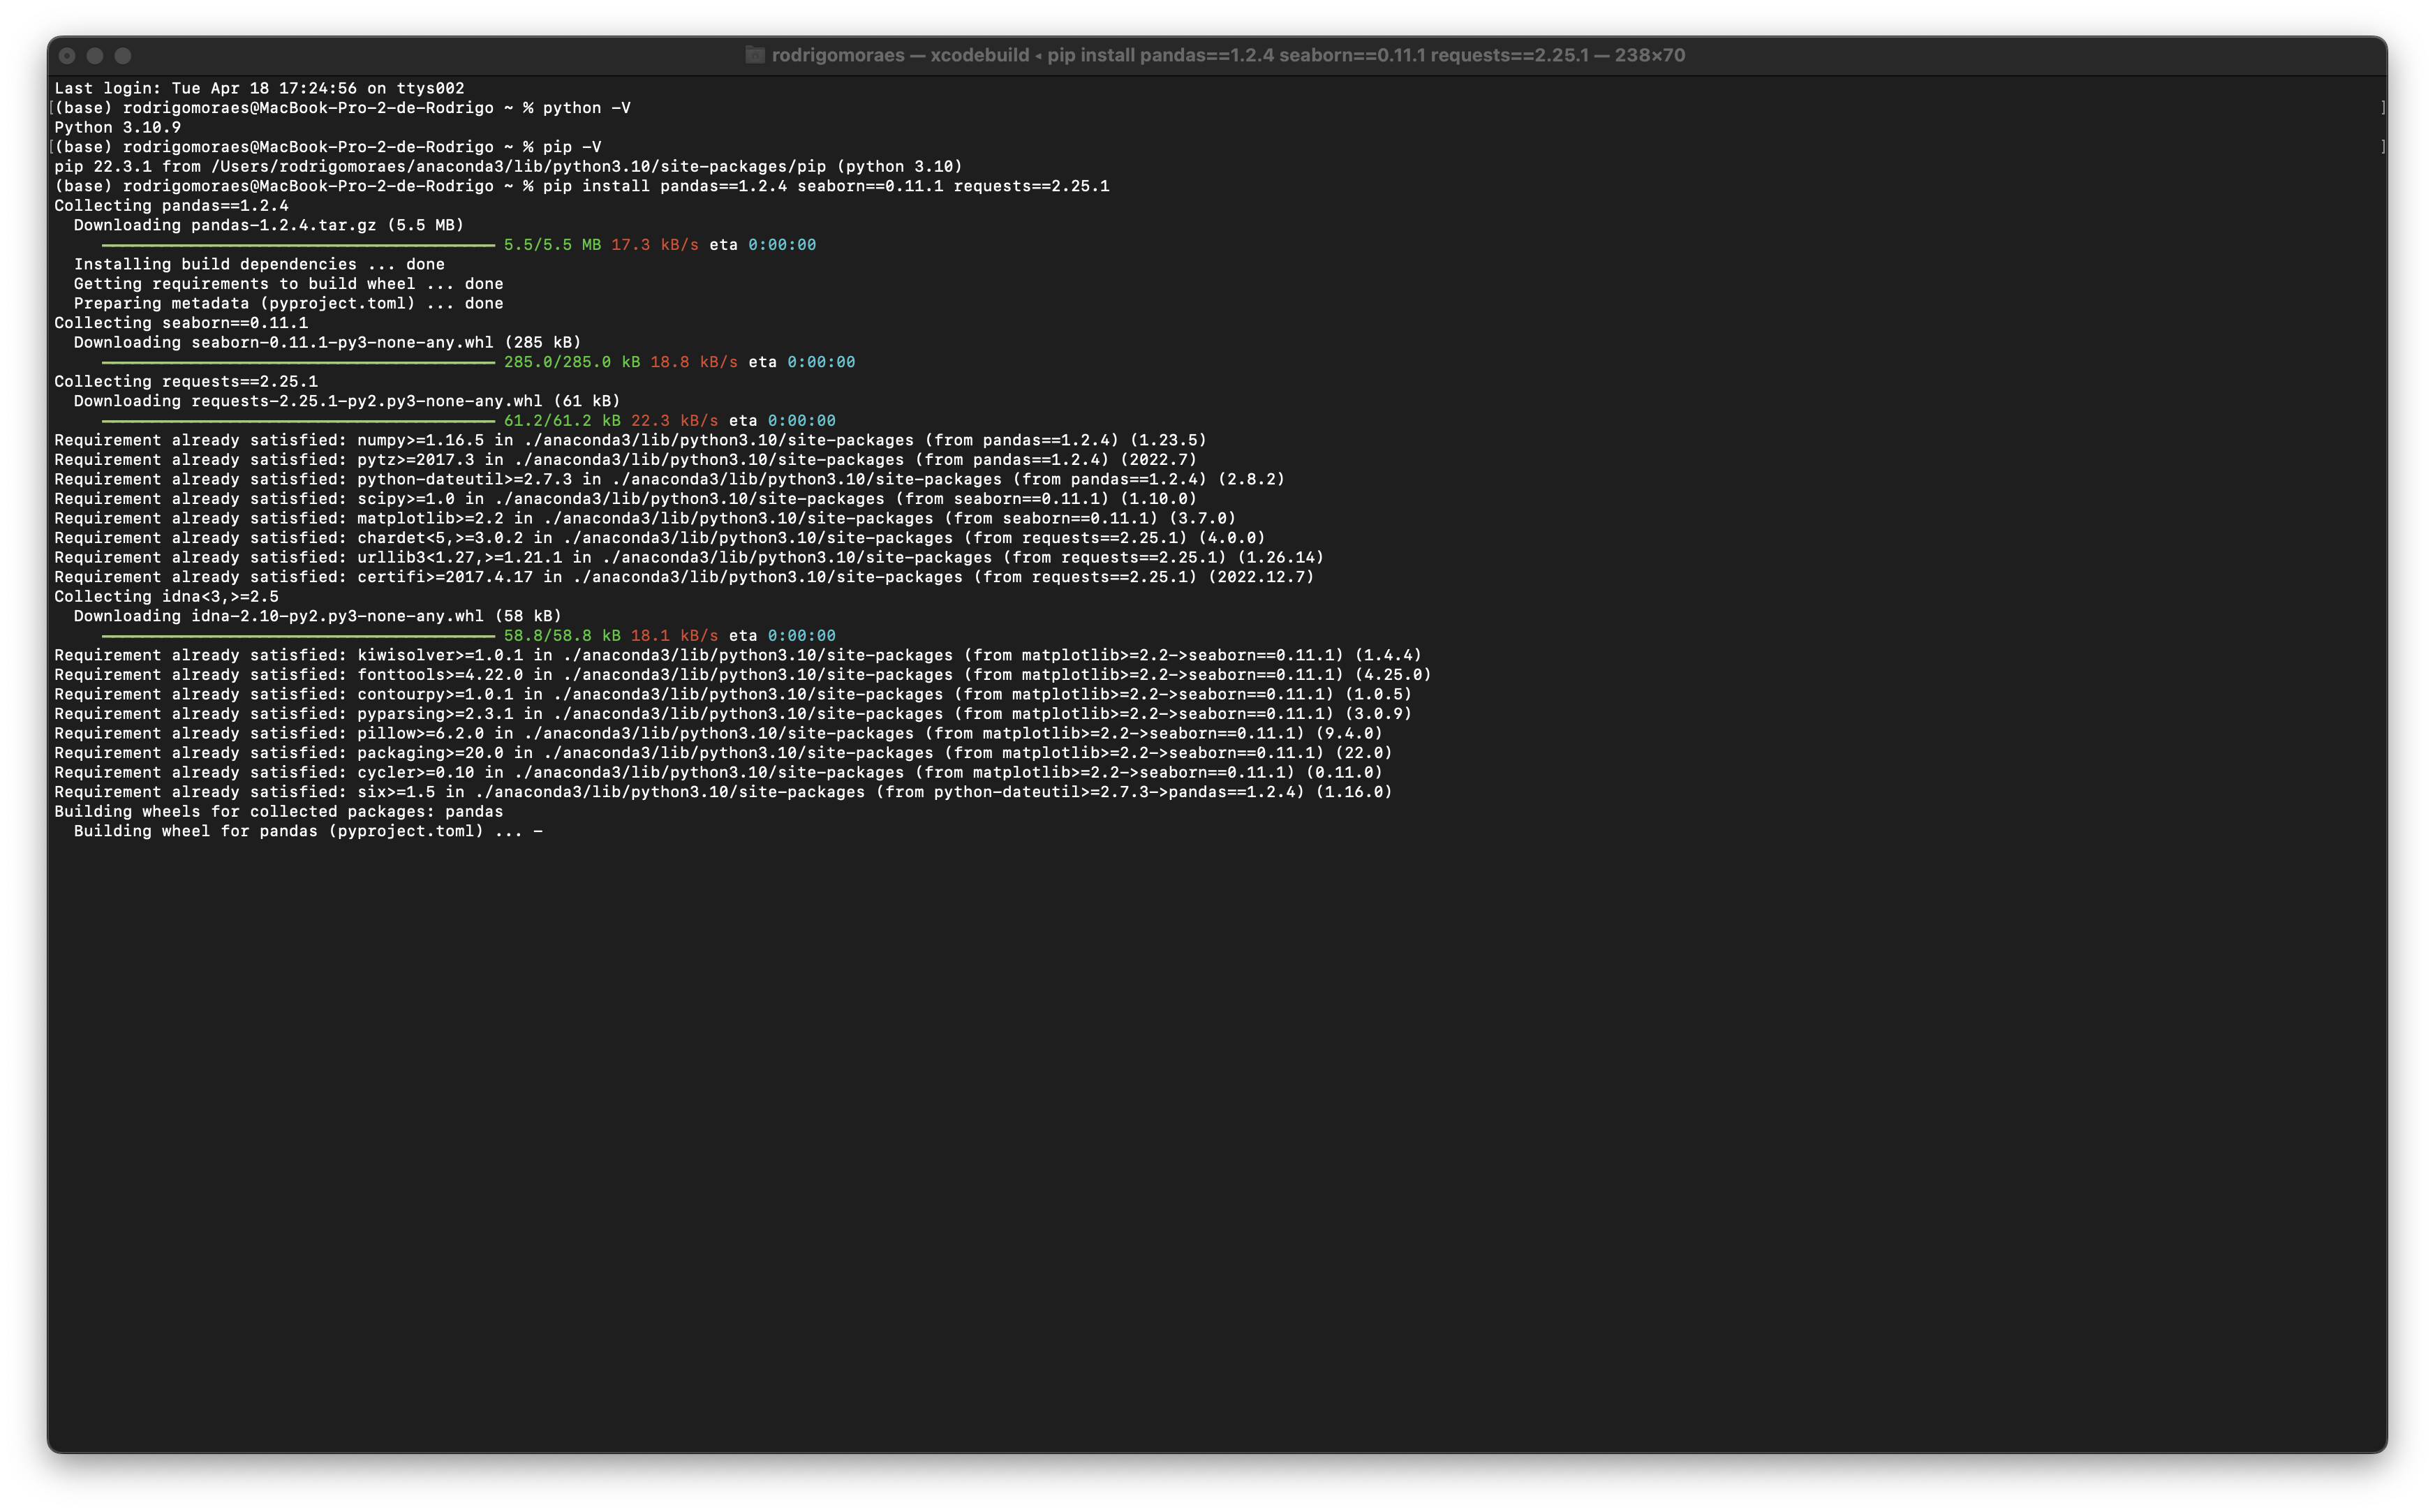 rodrigomoraes — xcodebuild ◂ pip install pandas==1.2.4 seaborn==0.11.1 requests==2.25.1 — 238×70
Last login: Tue Apr 18 17:24:56 on ttys002
[(base) rodrigomoraes@MacBook-Pro-2-de-Rodrigo ~ % python -V ]
Python 3.10.9
[(base) rodrigomoraes@MacBook-Pro-2-de-Rodrigo ~ % pip -V ]
pip 22.3.1 from /Users/rodrigomoraes/anaconda3/lib/python3.10/site-packages/pip (python 3.10)
(base) rodrigomoraes@MacBook-Pro-2-de-Rodrigo ~ % pip install pandas==1.2.4 seaborn==0.11.1 requests==2.25.1
Collecting pandas==1.2.4
  Downloading pandas-1.2.4.tar.gz (5.5 MB)
5.5/5.5 MB 17.3 kB/s eta 0:00:00
  Installing build dependencies ... done
  Getting requirements to build wheel ... done
  Preparing metadata (pyproject.toml) ... done
Collecting seaborn==0.11.1
  Downloading seaborn-0.11.1-py3-none-any.whl (285 kB)
285.0/285.0 kB 18.8 kB/s eta 0:00:00
Collecting requests==2.25.1
  Downloading requests-2.25.1-py2.py3-none-any.whl (61 kB)
61.2/61.2 kB 22.3 kB/s eta 0:00:00
Requirement already satisfied: numpy>=1.16.5 in ./anaconda3/lib/python3.10/site-packages (from pandas==1.2.4) (1.23.5)
Requirement already satisfied: pytz>=2017.3 in ./anaconda3/lib/python3.10/site-packages (from pandas==1.2.4) (2022.7)
Requirement already satisfied: python-dateutil>=2.7.3 in ./anaconda3/lib/python3.10/site-packages (from pandas==1.2.4) (2.8.2)
Requirement already satisfied: scipy>=1.0 in ./anaconda3/lib/python3.10/site-packages (from seaborn==0.11.1) (1.10.0)
Requirement already satisfied: matplotlib>=2.2 in ./anaconda3/lib/python3.10/site-packages (from seaborn==0.11.1) (3.7.0)
Requirement already satisfied: chardet<5,>=3.0.2 in ./anaconda3/lib/python3.10/site-packages (from requests==2.25.1) (4.0.0)
Requirement already satisfied: urllib3<1.27,>=1.21.1 in ./anaconda3/lib/python3.10/site-packages (from requests==2.25.1) (1.26.14)
Requirement already satisfied: certifi>=2017.4.17 in ./anaconda3/lib/python3.10/site-packages (from requests==2.25.1) (2022.12.7)
Collecting idna<3,>=2.5
  Downloading idna-2.10-py2.py3-none-any.whl (58 kB)
58.8/58.8 kB 18.1 kB/s eta 0:00:00
Requirement already satisfied: kiwisolver>=1.0.1 in ./anaconda3/lib/python3.10/site-packages (from matplotlib>=2.2->seaborn==0.11.1) (1.4.4)
Requirement already satisfied: fonttools>=4.22.0 in ./anaconda3/lib/python3.10/site-packages (from matplotlib>=2.2->seaborn==0.11.1) (4.25.0)
Requirement already satisfied: contourpy>=1.0.1 in ./anaconda3/lib/python3.10/site-packages (from matplotlib>=2.2->seaborn==0.11.1) (1.0.5)
Requirement already satisfied: pyparsing>=2.3.1 in ./anaconda3/lib/python3.10/site-packages (from matplotlib>=2.2->seaborn==0.11.1) (3.0.9)
Requirement already satisfied: pillow>=6.2.0 in ./anaconda3/lib/python3.10/site-packages (from matplotlib>=2.2->seaborn==0.11.1) (9.4.0)
Requirement already satisfied: packaging>=20.0 in ./anaconda3/lib/python3.10/site-packages (from matplotlib>=2.2->seaborn==0.11.1) (22.0)
Requirement already satisfied: cycler>=0.10 in ./anaconda3/lib/python3.10/site-packages (from matplotlib>=2.2->seaborn==0.11.1) (0.11.0)
Requirement already satisfied: six>=1.5 in ./anaconda3/lib/python3.10/site-packages (from python-dateutil>=2.7.3->pandas==1.2.4) (1.16.0)
Building wheels for collected packages: pandas
  Building wheel for pandas (pyproject.toml) ... -